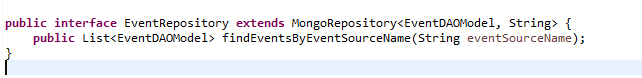 public interface EventRepository extends MongoRepository<EventDAOModel, String> {
    public List<EventDAOModel> findEventsByEventSourceName(String eventSourceName);
}